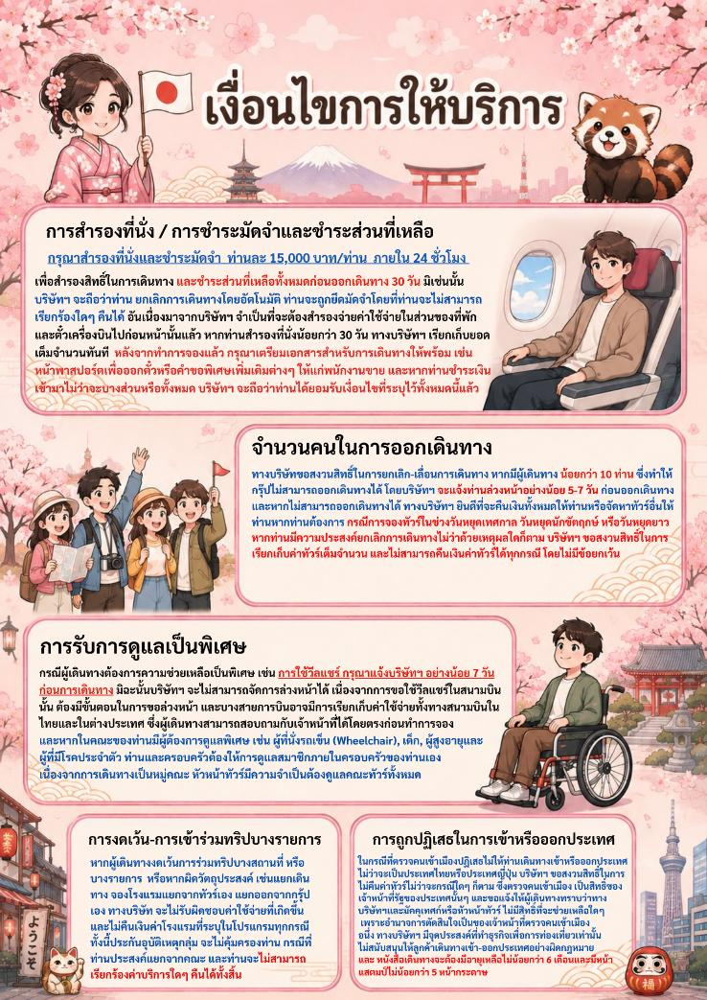 เงื่อนไขการให้บริการ
การสำรองที่นั่ง / การชำระมัดจำและชำระส่วนที่เหลือ
กรุณาสำรองที่นั่งและชำระมัดจำ ท่านละ 15,000 บาท/ท่าน ภายใน 24 ชั่วโมง
เพื่อสำรองสิทธิ์ในการเดินทาง และชำระส่วนที่เหลือทั้งหมดก่อนออกเดินทาง 30 วัน มิเช่นนั้น
บริษัทฯ จะถือว่าท่าน ยกเลิกการเดินทางโดยอัตโนมัติ ท่านจะถูกยึดมัดจำโดยที่ท่านจะไม่สามารถ
เรียกร้องใดๆ คืนได้ อันเนื่องมาจากบริษัทฯ จำเป็นที่จะต้องสำรองจ่ายค่าใช้จ่ายในส่วนของที่พัก
และตั๋วเครื่องบินไปก่อนหน้านั้นแล้ว หากท่านสำรองที่นั่งน้อยกว่า 30 วัน ทางบริษัทฯ เรียกเก็บยอด
เต็มจำนวนทันที หลังจากทำการจองแล้ว กรุณาเตรียมเอกสารสำหรับการเดินทางให้พร้อม เช่น
หน้าพาสปอร์ตเพื่อออกตั๋วหรือคำขอพิเศษเพิ่มเติมต่างๆ ให้แก่พนักงานขาย และหากท่านชำระเงิน
เข้ามาไม่ว่าจะบางส่วนหรือทั้งหมด บริษัทฯ จะถือว่าท่านได้ยอมรับเงื่อนไขที่ระบุไว้ทั้งหมดนี้แล้ว
จำนวนคนในการออกเดินทาง
ทางบริษัทขอสงวนสิทธิ์ในการยกเลิก-เลื่อนการเดินทาง หากมีผู้เดินทาง น้อยกว่า 10 ท่าน ซึ่งทำให้
กรุ๊ปไม่สามารถออกเดินทางได้ โดยบริษัทฯ จะแจ้งท่านล่วงหน้าอย่างน้อย 5-7 วัน ก่อนออกเดินทาง
และหากไม่สามารถออกเดินทางได้ ทางบริษัทฯ ยินดีที่จะคืนเงินทั้งหมดให้ท่านหรือจัดหาทัวร์อื่นให้
ท่านหากท่านต้องการ กรณีการจองทัวร์ในช่วงวันหยุดเทศกาล วันหยุดนักขัตฤกษ์ หรือวันหยุดยาว
หากท่านมีความประสงค์ยกเลิกการเดินทางไม่ว่าด้วยเหตุผลใดก็ตาม บริษัทฯ ขอสงวนสิทธิ์ในการ
เรียกเก็บค่าทัวร์เต็มจำนวน และไม่สามารถคืนเงินค่าทัวร์ได้ทุกกรณี โดยไม่มีข้อยกเว้น
การรับการดูแลเป็นพิเศษ
กรณีผู้เดินทางต้องการความช่วยเหลือเป็นพิเศษ เช่น การใช้วีลแชร์ กรุณาแจ้งบริษัทฯ อย่างน้อย 7 วัน
ก่อนการเดินทาง มิฉะนั้นบริษัทฯ จะไม่สามารถจัดการล่วงหน้าได้ เนื่องจากการขอใช้วีลแชร์ในสนามบิน
นั้น ต้องมีขั้นตอนในการขอล่วงหน้า และบางสายการบินอาจมีการเรียกเก็บค่าใช้จ่ายทั้งทางสนามบินใน
ไทยและในต่างประเทศ ซึ่งผู้เดินทางสามารถสอบถามกับเจ้าหน้าที่ได้โดยตรงก่อนทำการจอง
และหากในคณะของท่านมีผู้ต้องการดูแลพิเศษ เช่น ผู้ที่นั่งรถเข็น (Wheelchair), เด็ก, ผู้สูงอายุและ
ผู้ที่มีโรคประจำตัว ท่านและครอบครัวต้องให้การดูแลสมาชิกภายในครอบครัวของท่านเอง
เนื่องจากการเดินทางเป็นหมู่คณะ หัวหน้าทัวร์มีความจำเป็นต้องดูแลคณะทัวร์ทั้งหมด
การงดเว้น-การเข้าร่วมทริปบางรายการ
หากผู้เดินทางงดเว้นการร่วมทริปบางสถานที่ หรือ
บางรายการ หรือหากผิดวัตถุประสงค์ เช่นแยกเดิน
ทาง จองโรงแรมแยกจากทัวร์เอง แยกออกจากกรุ้ป
เอง ทางบริษัท จะไม่รับผิดชอบค่าใช้จ่ายที่เกิดขึ้น
และไม่คืนเงินค่าโรงแรมที่ระบุในโปรแกรมทุกกรณี
ทั้งนี้ประกันอุบัติเหตุกลุ่ม จะไม่คุ้มครองท่าน กรณีที่
ท่านประสงค์แยกจากคณะ และท่านจะไม่สามารถ
เรียกร้องค่าบริการใดๆ คืนได้ทั้งสิ้น
การถูกปฏิเสธในการเข้าหรือออกประเทศ
ในกรณีที่ตรวจคนเข้าเมืองปฏิเสธไม่ให้ท่านเดินทางเข้าหรือออกประเทศ
ไม่ว่าจะเป็นประเทศไทยหรือประเทศญี่ปุ่น บริษัทฯ ขอสงวนสิทธิ์ในการ
ไม่คืนค่าทัวร์ไม่ว่ากรณีใดๆ ก็ตาม ซึ่งตรวจคนเข้าเมือง เป็นสิทธิ์ของ
เจ้าหน้าที่รัฐของประเทศนั้นๆ และขอแจ้งให้ผู้เดินทางทราบว่าทาง
บริษัทฯและมัคคุเทศก์หรือหัวหน้าทัวร์ ไม่มีสิทธิ์ที่จะช่วยเหลือใดๆ
เพราะอำนาจการตัดสินใจเป็นของเจ้าหน้าที่ตรวจคนเข้าเมือง
อนึ่ง ทางบริษัทฯ มีจุดประสงค์ที่ทำธุรกิจเพื่อการท่องเที่ยวเท่านั้น
ไม่สนับสนุนให้ลูกค้าเดินทางเข้า-ออกประเทศอย่างผิดกฎหมาย
และ หนังสือเดินทางจะต้องมีอายุเหลือไม่น้อยกว่า 6 เดือนและมีหน้า
แสตมป์ไม่น้อยกว่า 5 หน้ากระดาษ
ようこそ
福